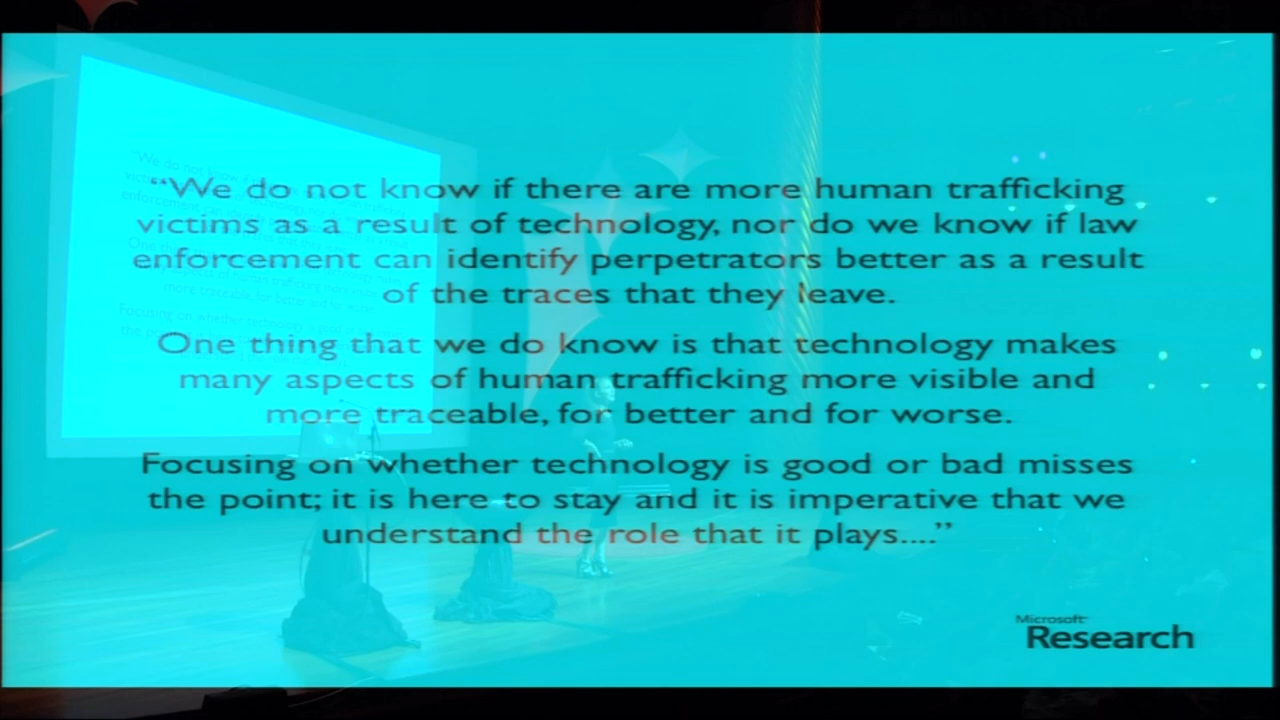 “We do not know if there are more human trafficking
victims as a result of technology, nor do we know if law
enforcement can identify perpetrators better as a result
of the traces that they leave.
One thing that we do know is that technology makes
many aspects of human trafficking more visible and
more traceable, for better and for worse.
Focusing on whether technology is good or bad misses
the point; it is here to stay and it is imperative that we
understand the role that it plays....”
Microsoft
Research